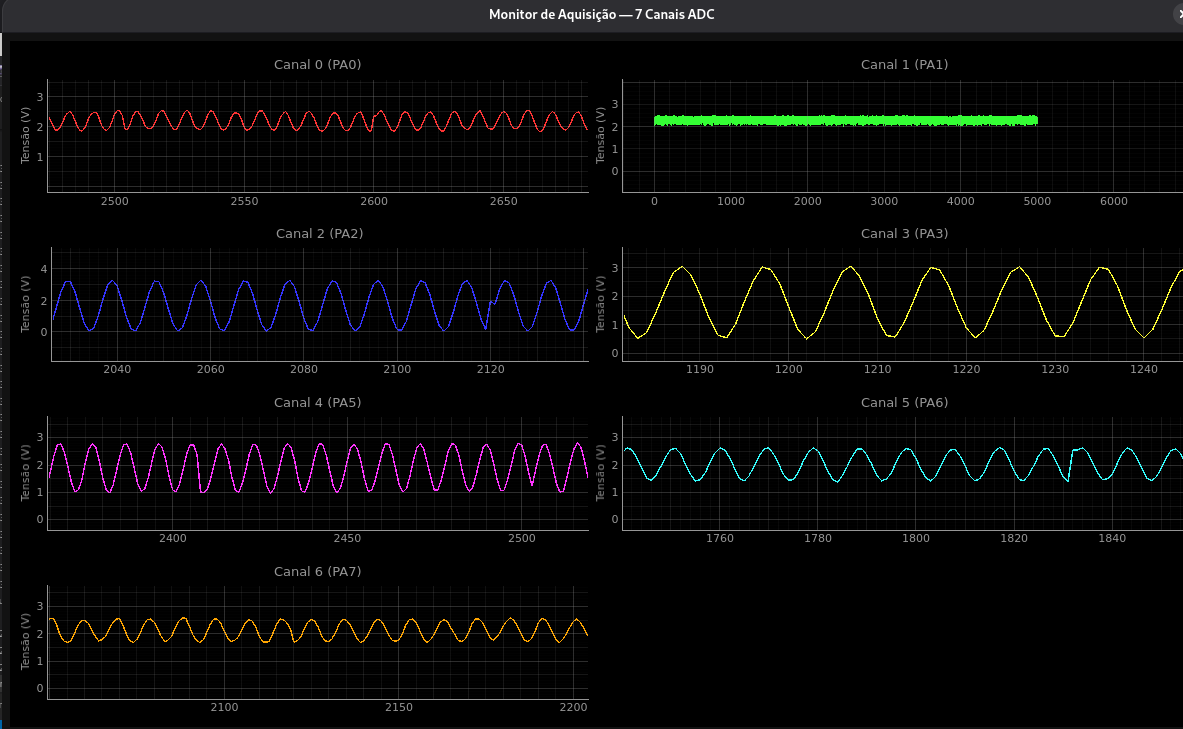 Monitor de Aquisição — 7 Canais ADC
Canal 0 (PA0)
Tensão (V)
3
2
1
2500 2550 2600 2650
Canal 1 (PA1)
Tensão (V)
3
2
1
0
0 1000 2000 3000 4000 5000 6000
Canal 2 (PA2)
Tensão (V)
4
2
0
2040 2060 2080 2100 2120
Canal 3 (PA3)
Tensão (V)
3
2
1
0
1190 1200 1210 1220 1230 1240
Canal 4 (PA5)
Tensão (V)
3
2
1
0
2400 2450 2500
Canal 5 (PA6)
Tensão (V)
3
2
1
0
1760 1780 1800 1820 1840
Canal 6 (PA7)
Tensão (V)
3
2
1
0
2100 2150 2200